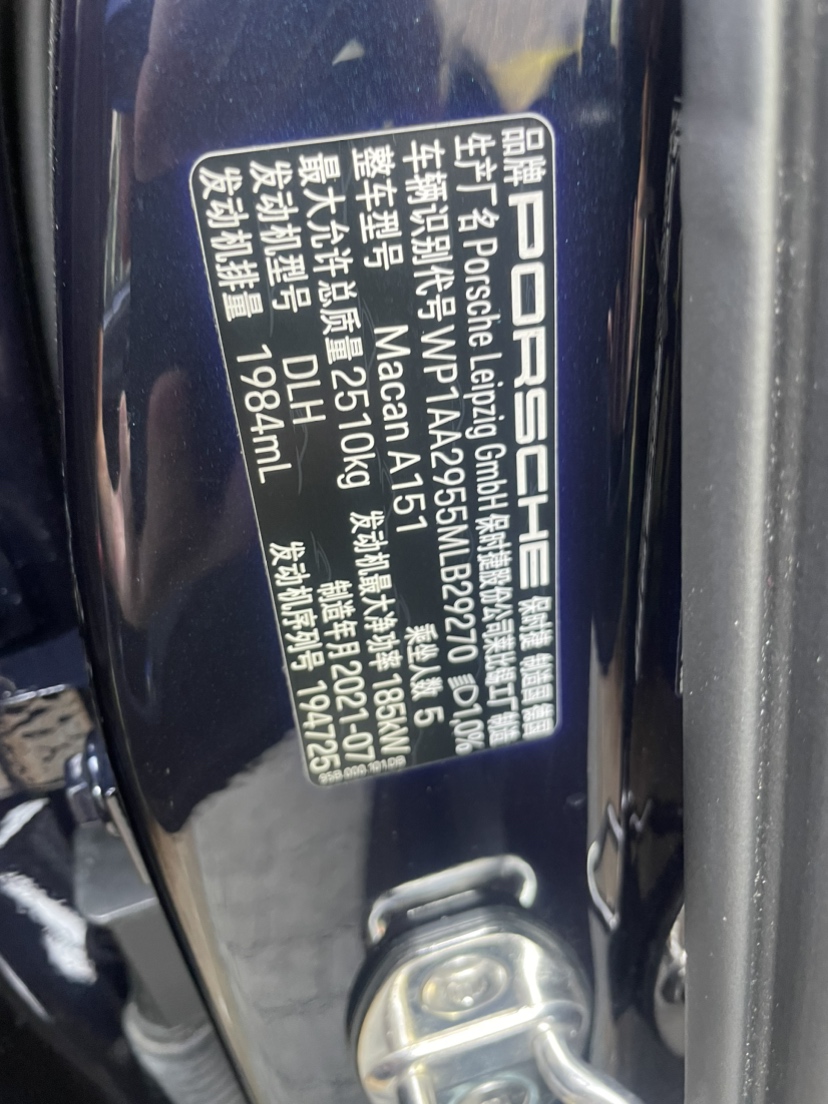 品牌 PORSCHE 保时捷 制造国 德国
生产厂名 Porsche Leipzig GmbH 保时捷股份公司莱比锡工厂制造
车辆识别代号 WP1AA2955MLB29270 1,0%
整车型号 Macan A151 乘坐人数 5
最大允许总质量 2510kg 发动机最大净功率 185kW
发动机型号 DLH 制造年月 2021-07
发动机排量 1984mL 发动机序列号 194725